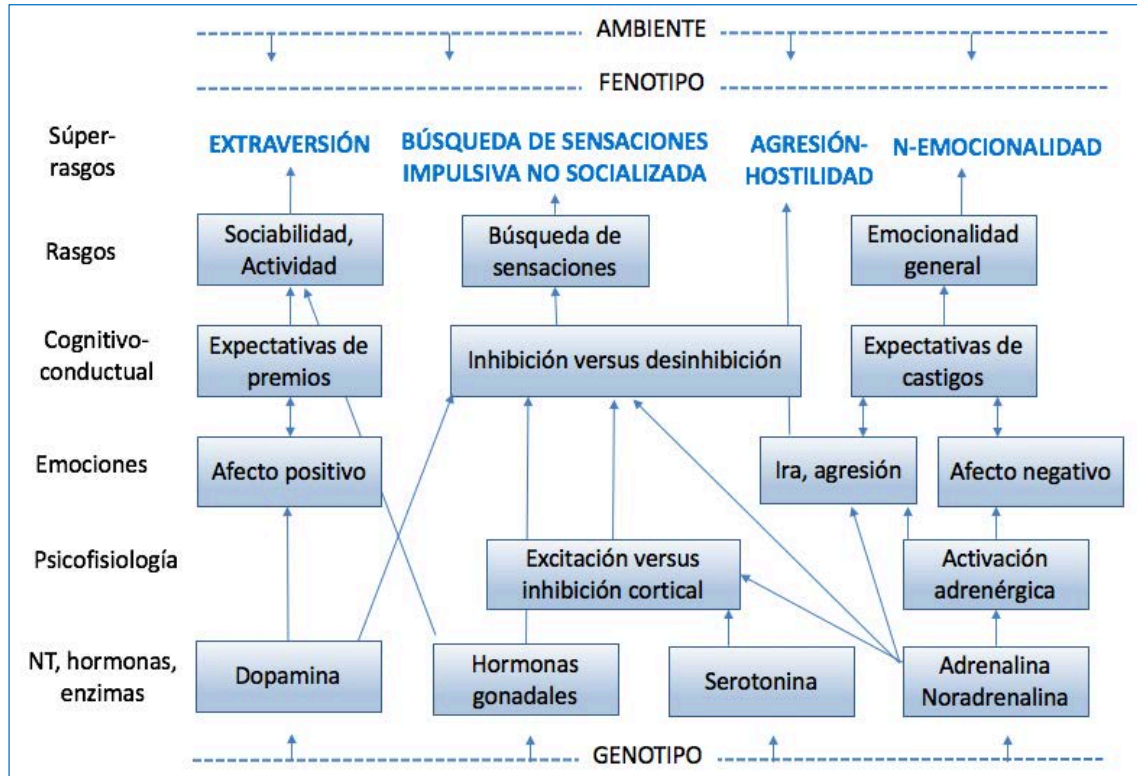 AMBIENTE
FENOTIPO
Súper-
rasgos
EXTRAVERSIÓN
BÚSQUEDA DE SENSACIONES
IMPULSIVA NO SOCIALIZADA
AGRESIÓN-
HOSTILIDAD
N-EMOCIONALIDAD
Rasgos
Sociabilidad,
Actividad
Búsqueda de
sensaciones
Emocionalidad
general
Cognitivo-
conductual
Expectativas de
premios
Inhibición versus desinhibición
Expectativas de
castigos
Emociones
Afecto positivo
Ira, agresión
Afecto negativo
Psicofisiología
Excitación versus
inhibición cortical
Activación
adrenérgica
NT, hormonas,
enzimas
Dopamina
Hormonas
gonadales
Serotonina
Adrenalina
Noradrenalina
GENOTIPO